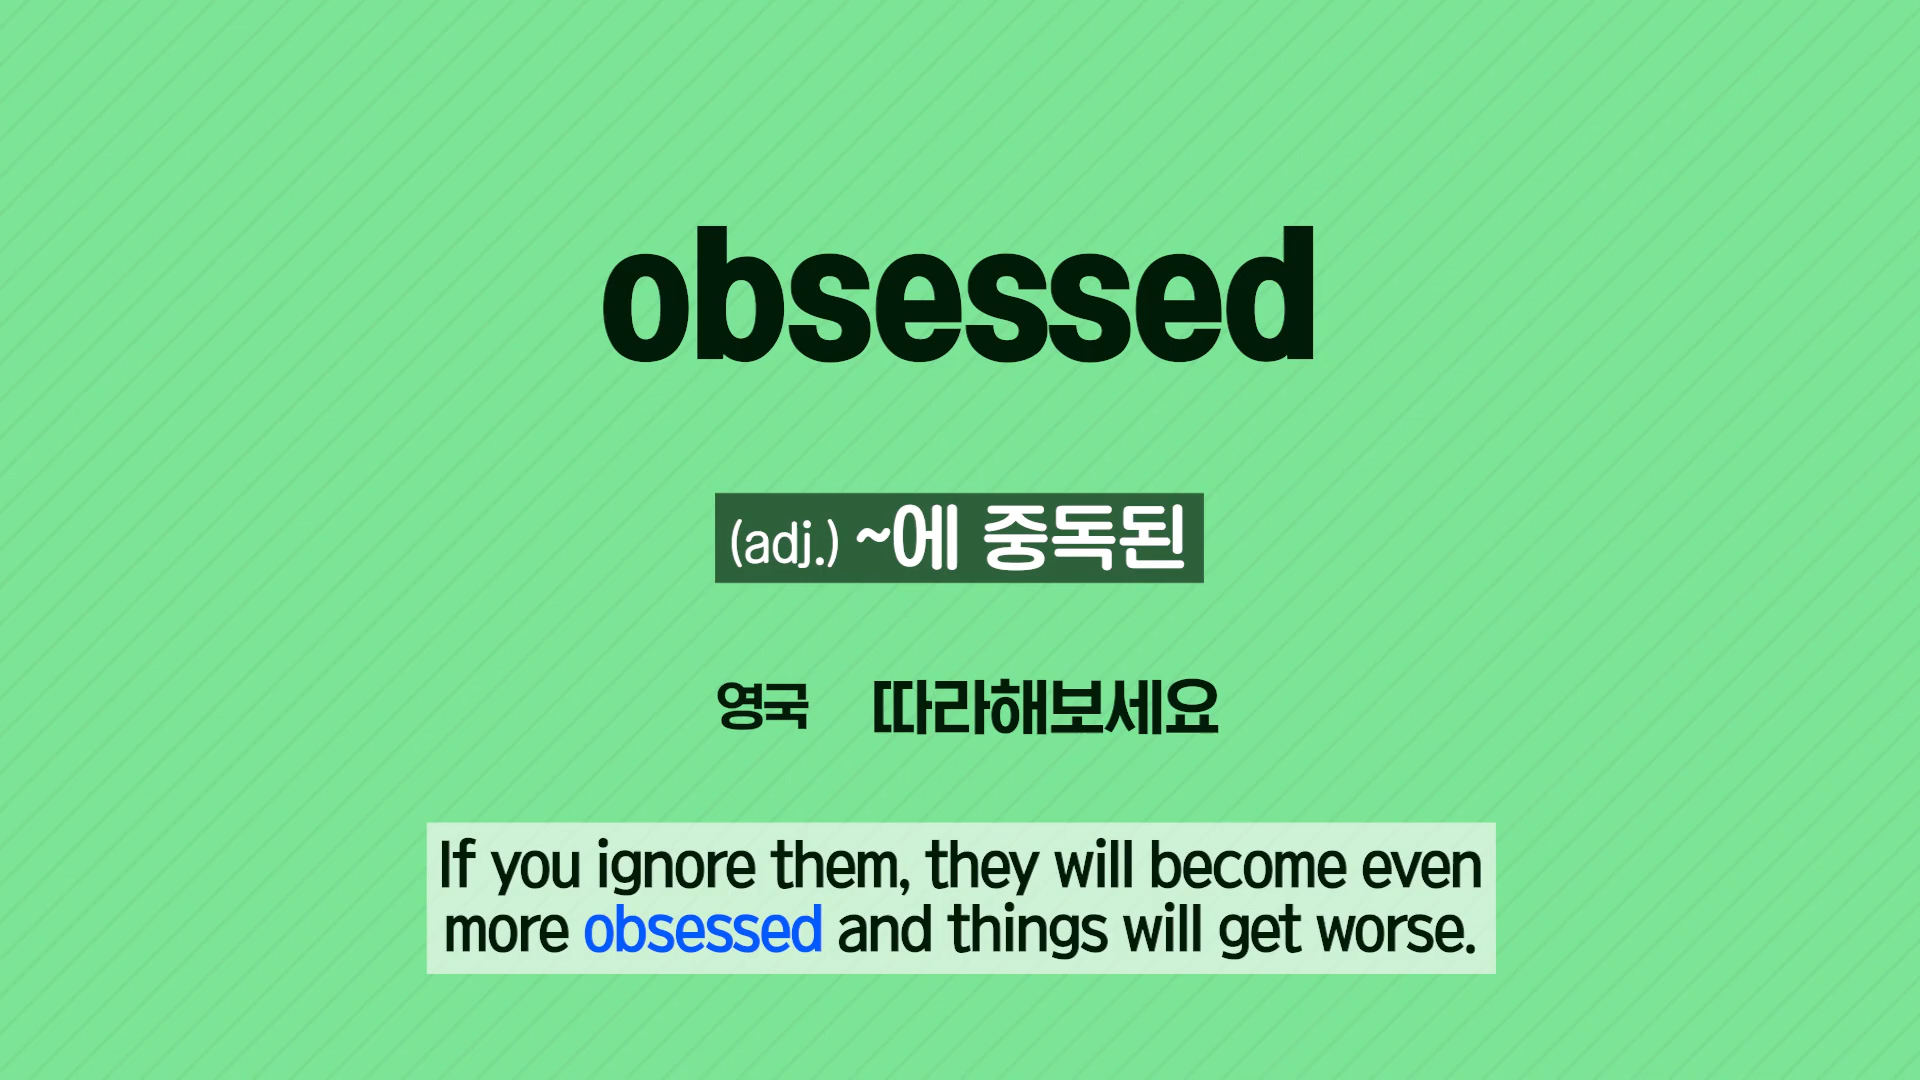 obsessed
(adj.) ~에 중독된
영국 따라해보세요
If you ignore them, they will become even
more obsessed and things will get worse.